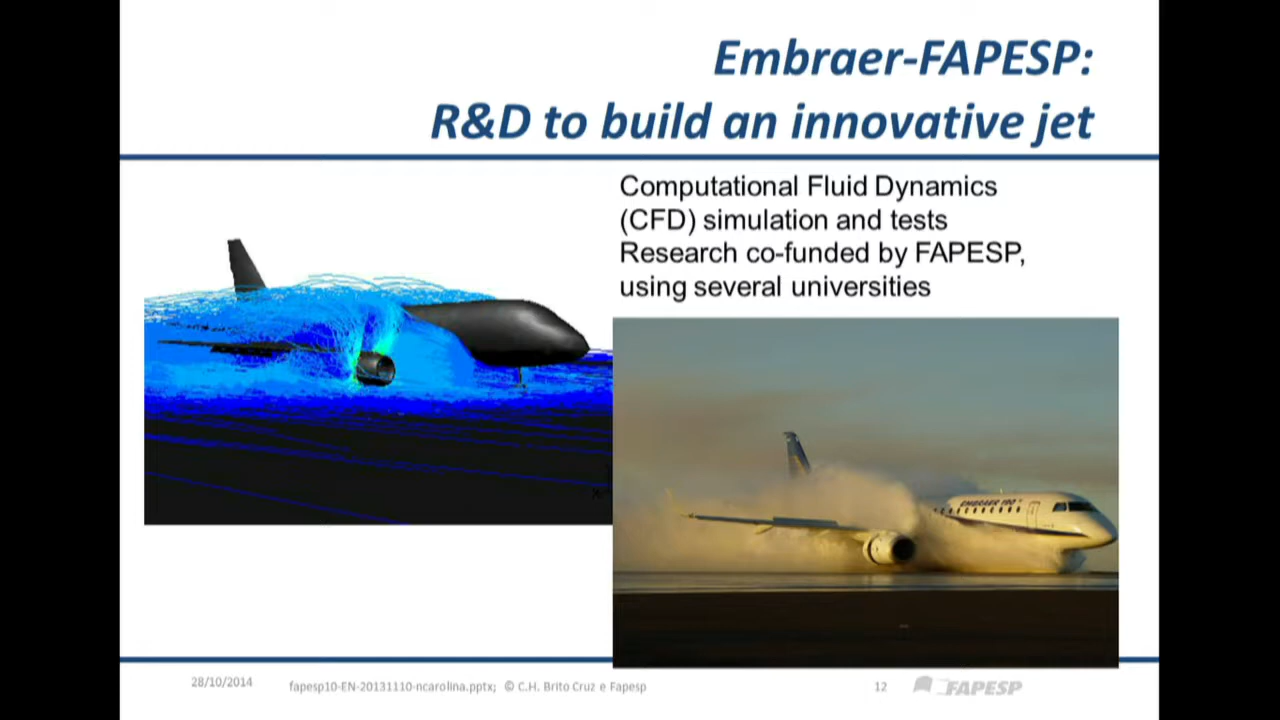 Embraer-FAPESP:
R&D to build an innovative jet
Computational Fluid Dynamics
(CFD) simulation and tests
Research co-funded by FAPESP,
using several universities
EMBRAER 190
28/10/2014
fapesp10-EN-20131110-ncarolina.pptx; © C.H. Brito Cruz e Fapesp
12
FAPESP